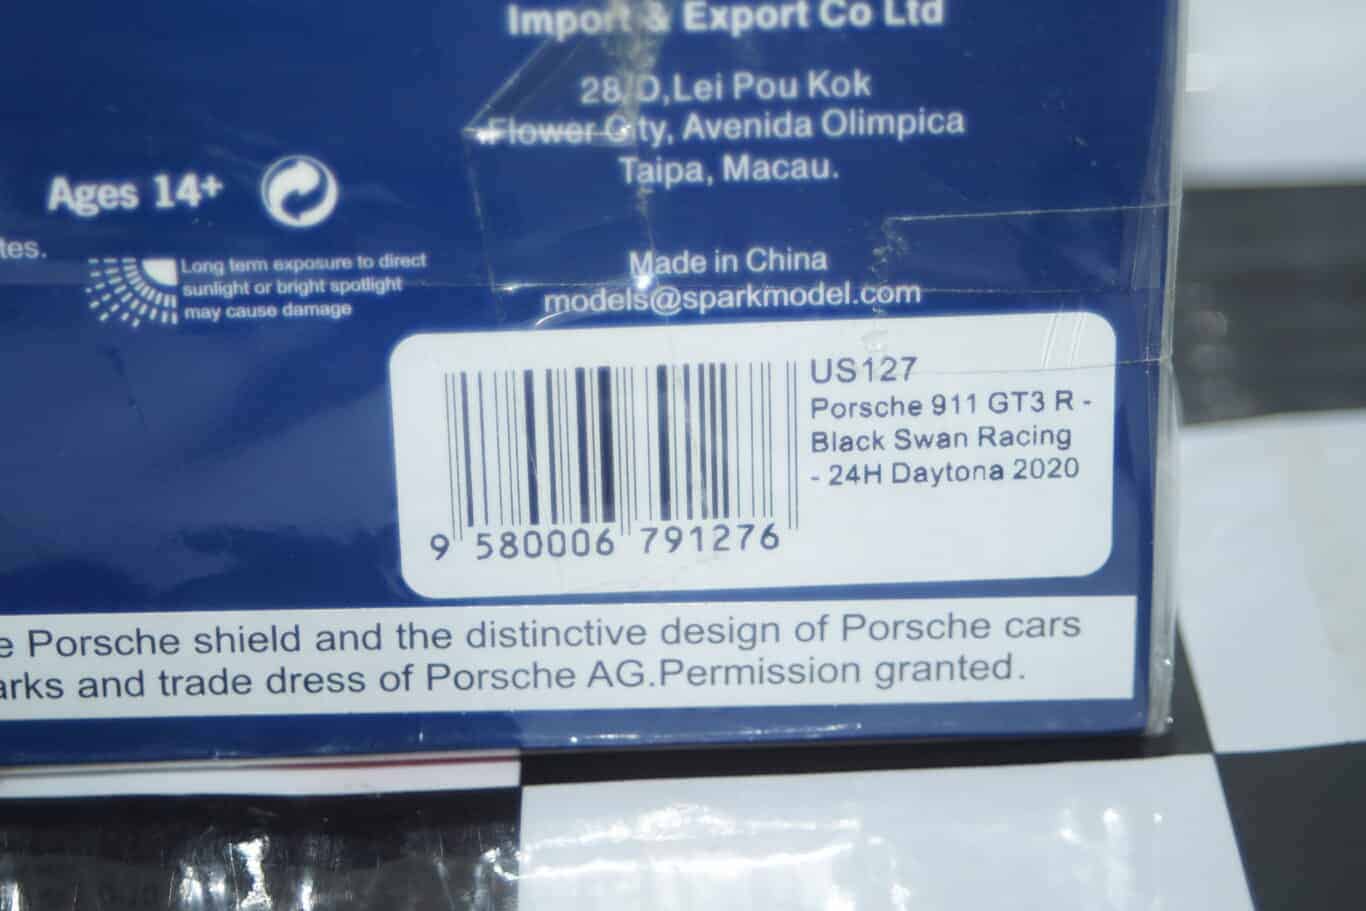 Import & Export Co Ltd
28/D,Lei Pou Kok
Flower City, Avenida Olimpica
Taipa, Macau.
Ages 14+
tes.
Long term exposure to direct
sunlight or bright spotlight
may cause damage
Made in China
models@sparkmodel.com
US127
Porsche 911 GT3 R -
Black Swan Racing
- 24H Daytona 2020
9 580006 791276
e Porsche shield and the distinctive design of Porsche cars
arks and trade dress of Porsche AG.Permission granted.